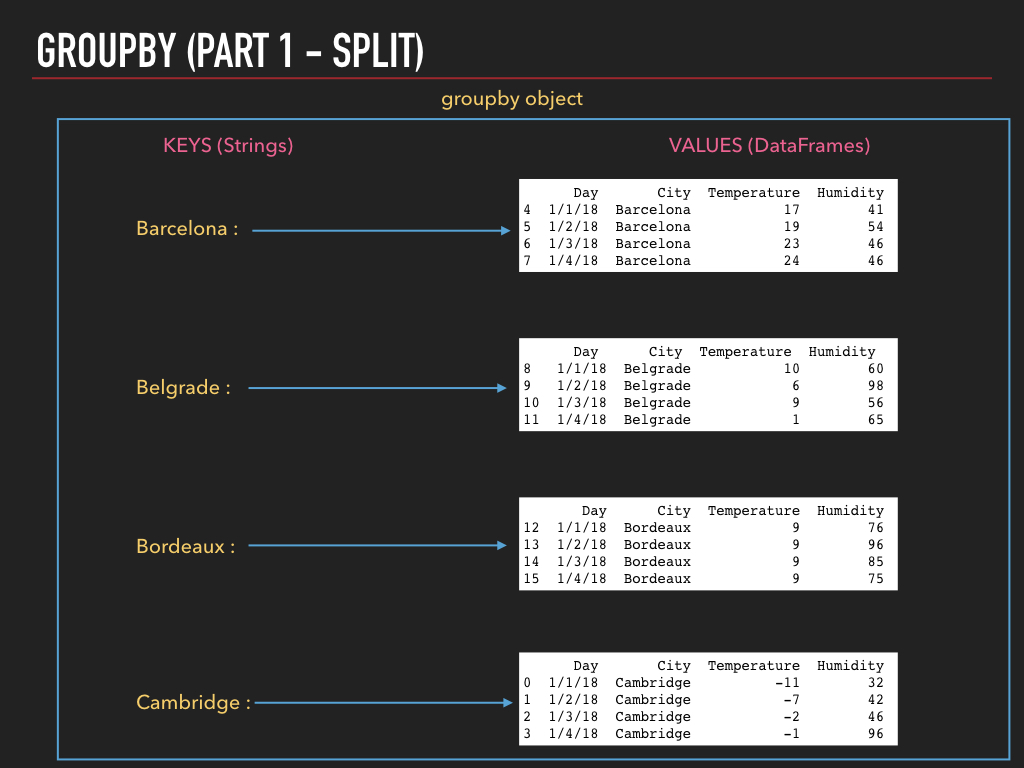 GROUPBY (PART 1 – SPLIT)
groupby object
KEYS (Strings) VALUES (DataFrames)
Barcelona :
Day City Temperature Humidity
4 1/1/18 Barcelona 17 41
5 1/2/18 Barcelona 19 54
6 1/3/18 Barcelona 23 46
7 1/4/18 Barcelona 24 46
Belgrade :
Day City Temperature Humidity
8 1/1/18 Belgrade 10 60
9 1/2/18 Belgrade 6 98
10 1/3/18 Belgrade 9 56
11 1/4/18 Belgrade 1 65
Bordeaux :
Day City Temperature Humidity
12 1/1/18 Bordeaux 9 76
13 1/2/18 Bordeaux 9 96
14 1/3/18 Bordeaux 9 85
15 1/4/18 Bordeaux 9 75
Cambridge :
Day City Temperature Humidity
0 1/1/18 Cambridge -11 32
1 1/2/18 Cambridge -7 42
2 1/3/18 Cambridge -2 46
3 1/4/18 Cambridge -1 96